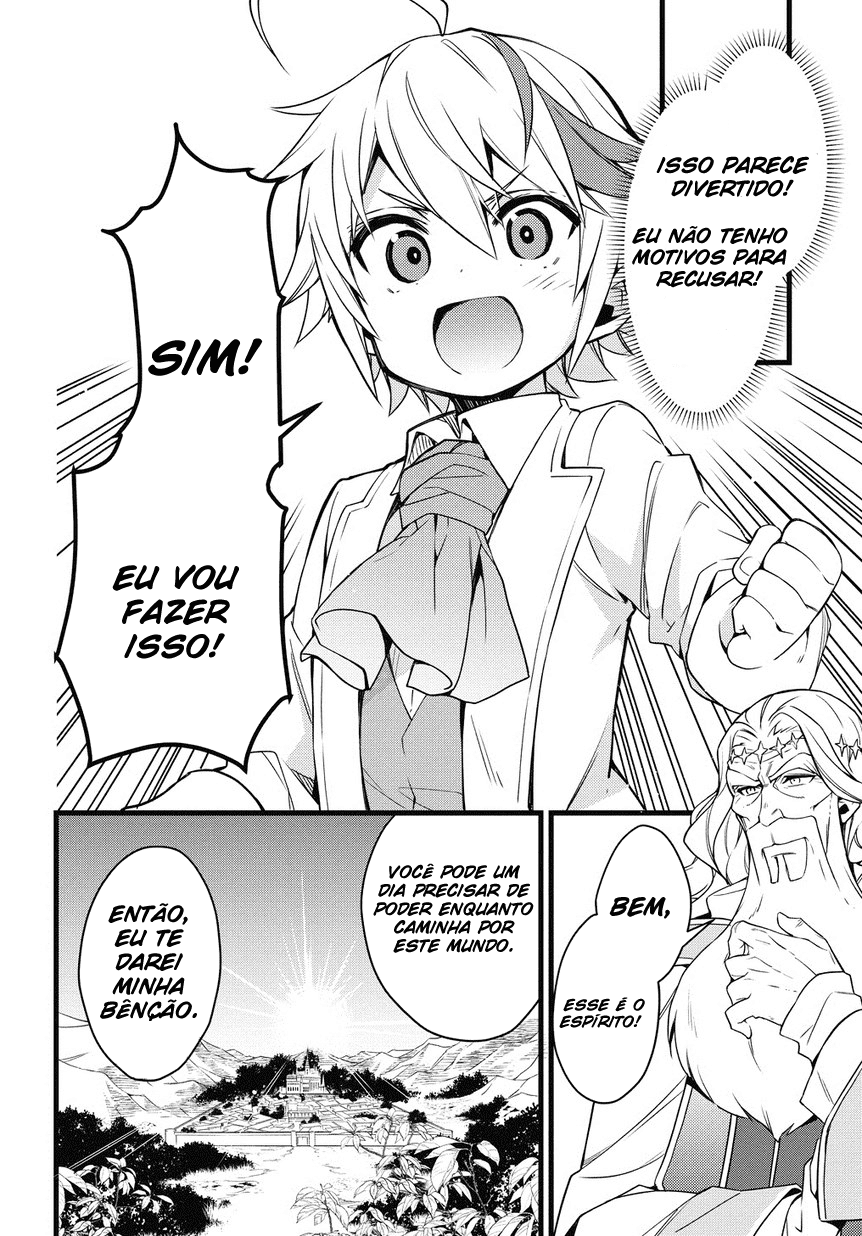 ISSO PARECE
DIVERTIDO!
EU NÃO TENHO
MOTIVOS PARA
RECUSAR!
SIM!
EU VOU
FAZER
ISSO!
BEM,
ESSE É O
ESPÍRITO!
VOCÊ PODE UM
DIA PRECISAR DE
PODER ENQUANTO
CAMINHA POR
ESTE MUNDO.
ENTÃO,
EU TE
DAREI
MINHA
BÊNÇÃO.